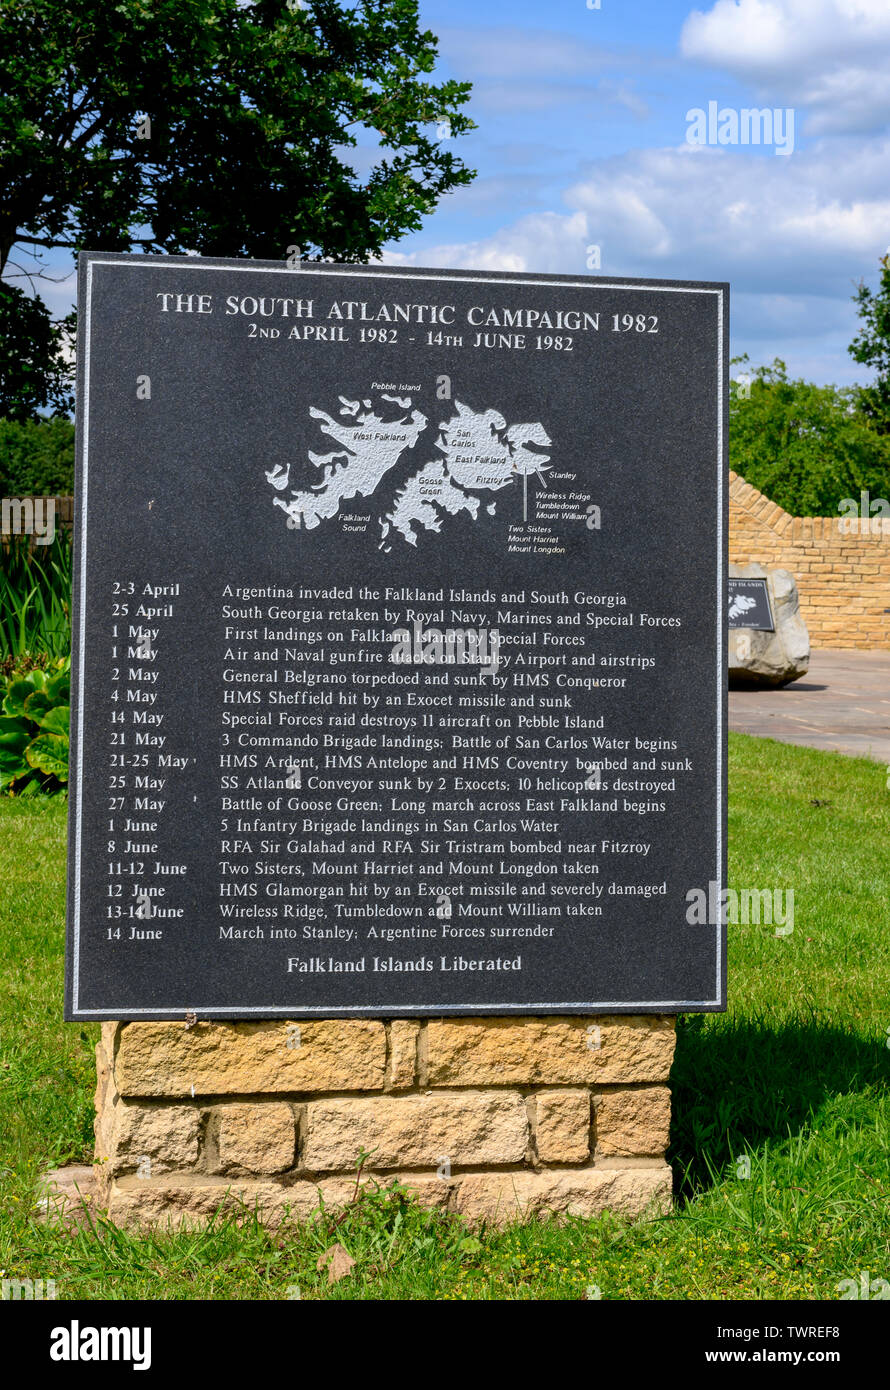 THE SOUTH ATLANTIC CAMPAIGN 1982
2ND APRIL 1982 - 14TH JUNE 1982
Pebble Island
West Falkland
San
Carlos
East Falkland
Goose
Green
Fitzroy
Stanley
Wireless Ridge
Tumbledown
Mount William
Falkland
Sound
Two Sisters
Mount Harriet
Mount Longdon
2-3 April Argentina invaded the Falkland Islands and South Georgia
25 April South Georgia retaken by Royal Navy, Marines and Special Forces
1 May First landings on Falkland Islands by Special Forces
1 May Air and Naval gunfire attacks on Stanley Airport and airstrips
2 May General Belgrano torpedoed and sunk by HMS Conqueror
4 May HMS Sheffield hit by an Exocet missile and sunk
14 May Special Forces raid destroys 11 aircraft on Pebble Island
21 May 3 Commando Brigade landings; Battle of San Carlos Water begins
21-25 May HMS Ardent, HMS Antelope and HMS Coventry bombed and sunk
25 May SS Atlantic Conveyor sunk by 2 Exocets; 10 helicopters destroyed
27 May Battle of Goose Green; Long march across East Falkland begins
1 June 5 Infantry Brigade landings in San Carlos Water
8 June RFA Sir Galahad and RFA Sir Tristram bombed near Fitzroy
11-12 June Two Sisters, Mount Harriet and Mount Longdon taken
12 June HMS Glamorgan hit by an Exocet missile and severely damaged
13-14 June Wireless Ridge, Tumbledown and Mount William taken
14 June March into Stanley; Argentine Forces surrender
Falkland Islands Liberated
alamy
alamy
alamy
alamy
Image ID: TWREF8
www.alamy.com